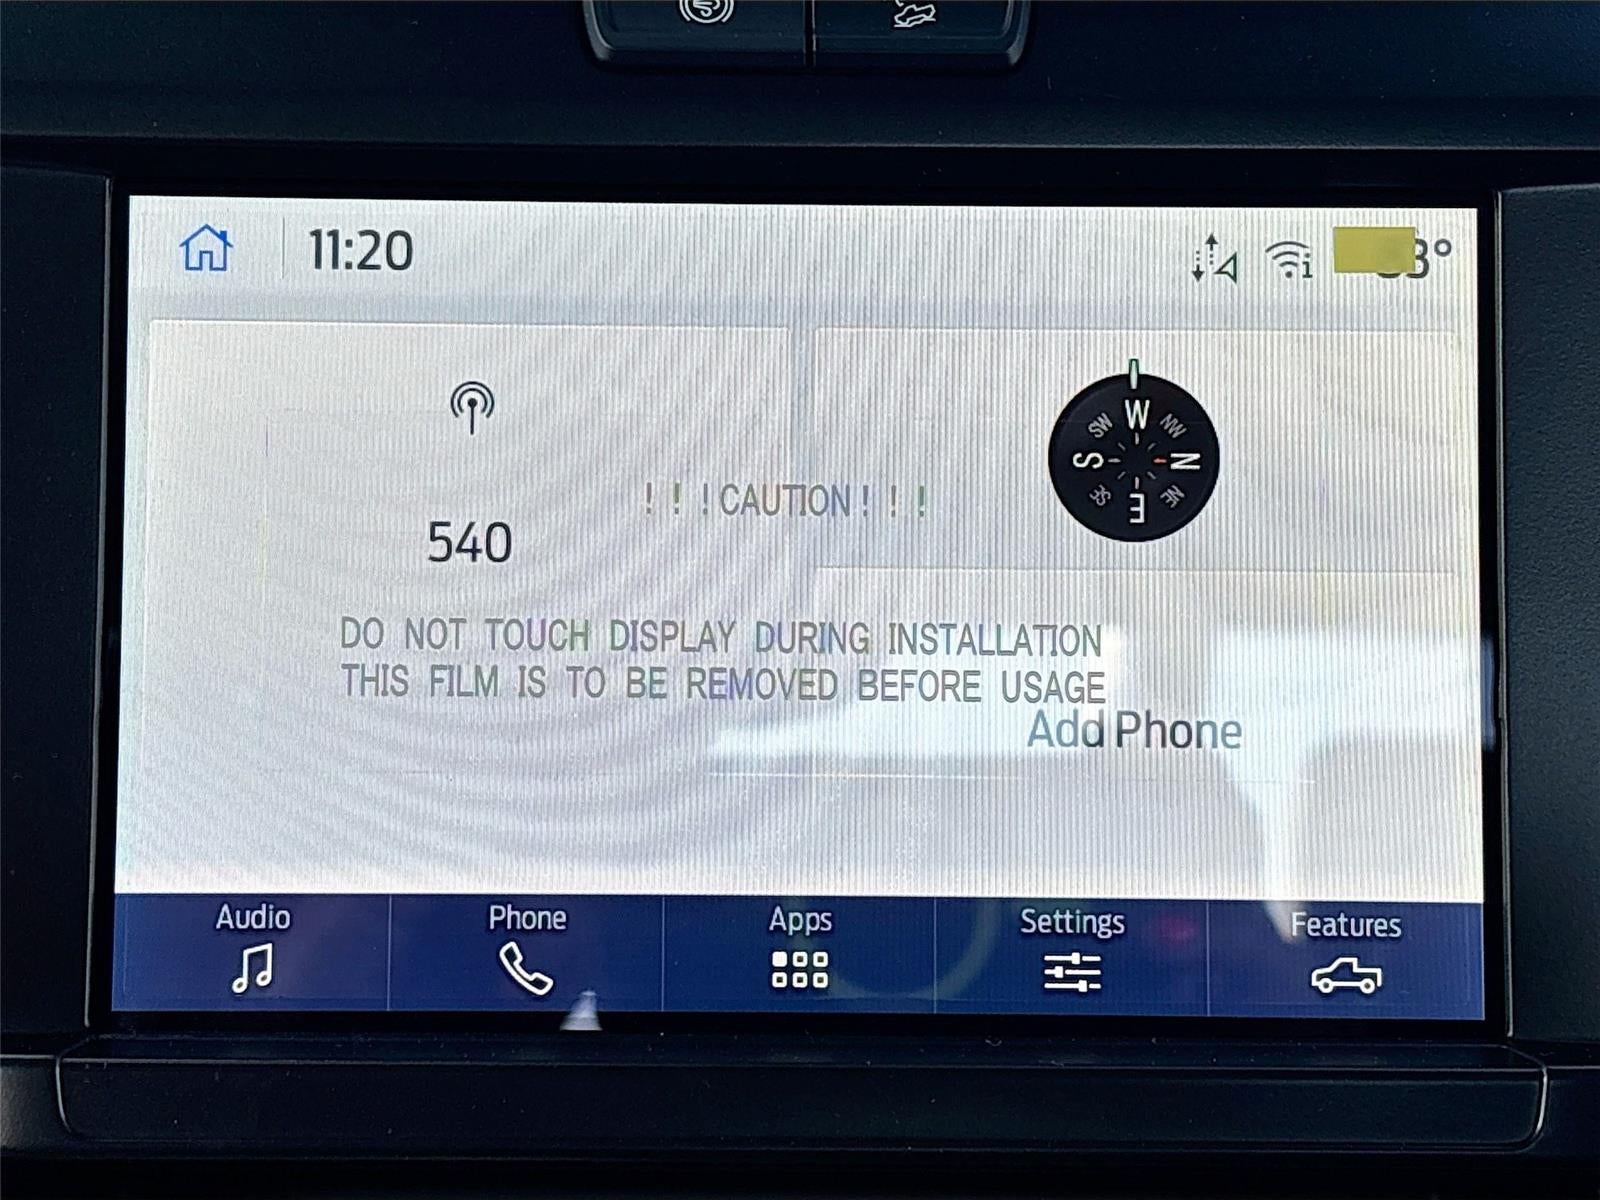 11:20
W
SW
NW
S
N
SE
NE
E
!!!CAUTION!!!
540
DO NOT TOUCH DISPLAY DURING INSTALLATION
THIS FILM IS TO BE REMOVED BEFORE USAGE
Add Phone
Audio
Phone
Apps
Settings
Features